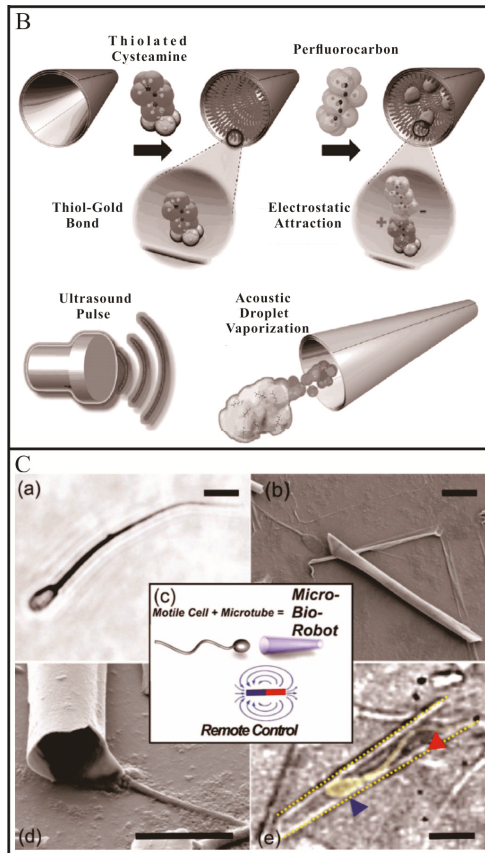 B
Thiolated
Cysteamine
Perfluorocarbon
Thiol-Gold
Bond
Electrostatic
Attraction
-
+
Ultrasound
Pulse
Acoustic
Droplet
Vaporization
C
(a)
(b)
(c)
Motile Cell + Microtube =
Micro-
Bio-
Robot
Remote Control
(d)
(e)